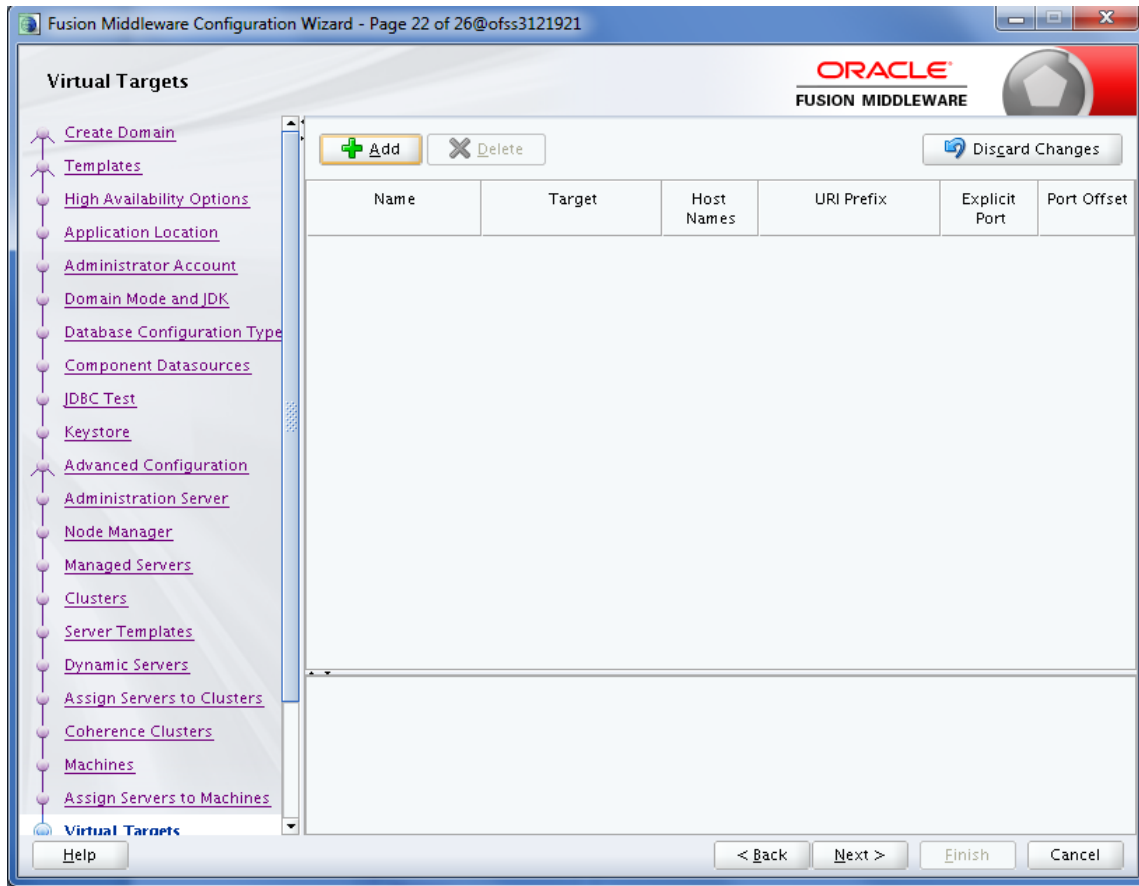 Fusion Middleware Configuration Wizard - Page 22 of 26@ofss3121921
Virtual Targets
ORACLE
FUSION MIDDLEWARE
Create Domain
Templates
High Availability Options
Application Location
Administrator Account
Domain Mode and JDK
Database Configuration Type
Component Datasources
JDBC Test
Keystore
Advanced Configuration
Administration Server
Node Manager
Managed Servers
Clusters
Server Templates
Dynamic Servers
Assign Servers to Clusters
Coherence Clusters
Machines
Assign Servers to Machines
Virtual Targets
Add Delete Discard Changes
Name Target Host Names URI Prefix Explicit Port Port Offset
Help < Back Next > Finish Cancel